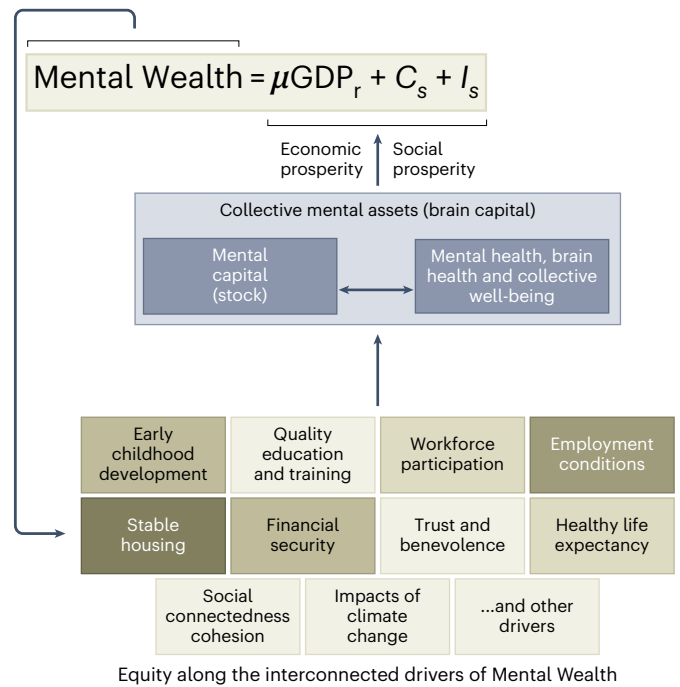 Mental Wealth = μGDPr + Cs + Is
Economic
prosperity
Social
prosperity
Collective mental assets (brain capital)
Mental
capital
(stock)
Mental health, brain
health and collective
well-being
Early
childhood
development
Quality
education
and training
Workforce
participation
Employment
conditions
Stable
housing
Financial
security
Trust and
benevolence
Healthy life
expectancy
Social
connectedness
cohesion
Impacts of
climate
change
...and other
drivers
Equity along the interconnected drivers of Mental Wealth